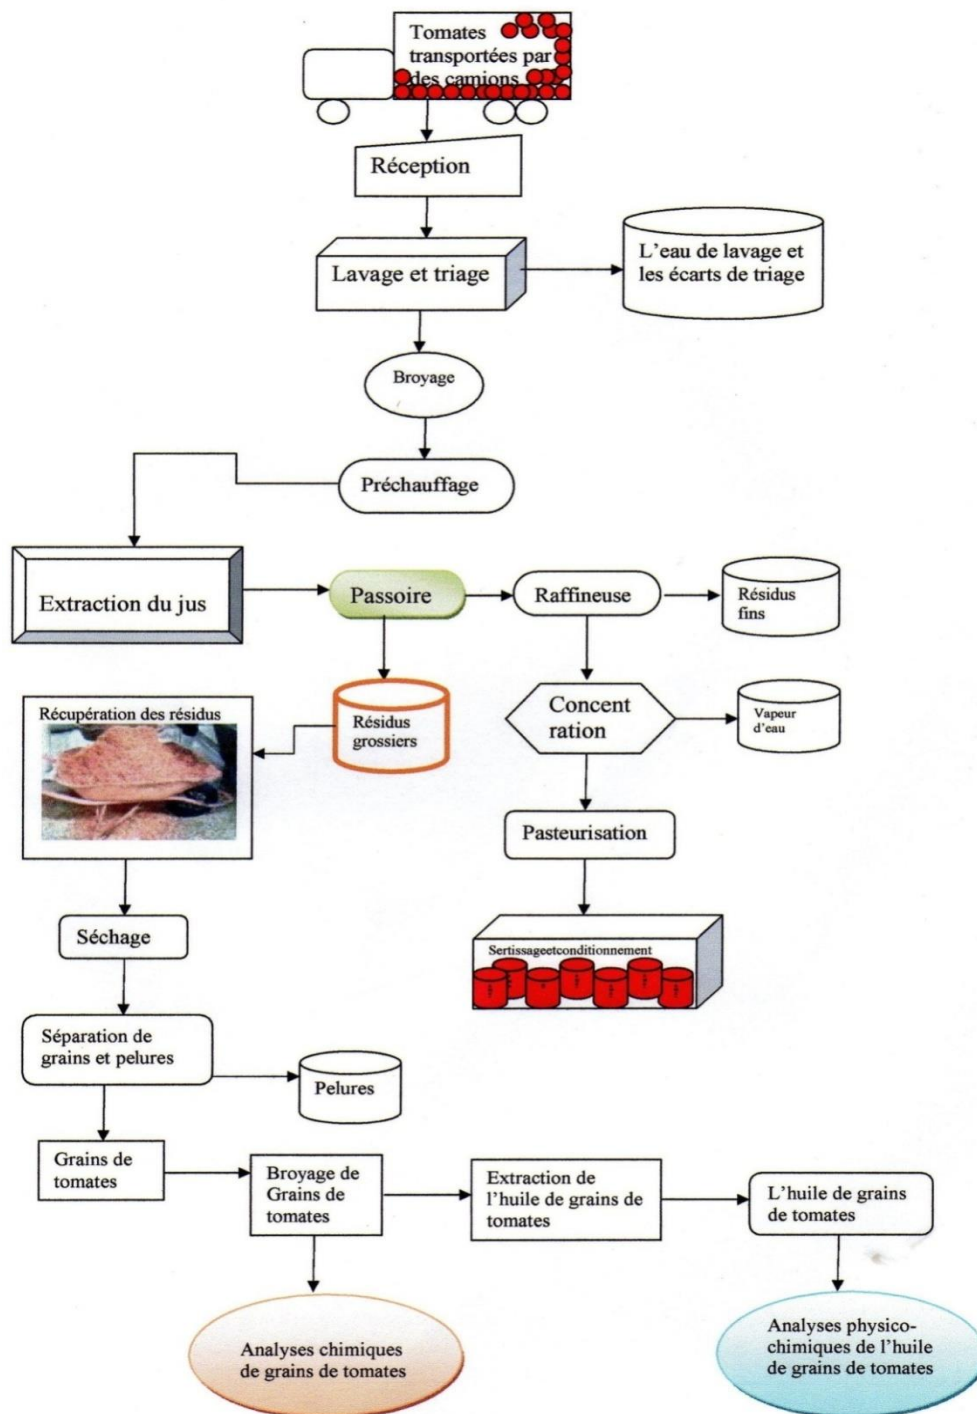 Tomates
transportées par
des camions
Réception
Lavage et triage
L'eau de lavage et
les écarts de triage
Broyage
Préchauffage
Extraction du jus
Passoire
Raffineuse
Résidus
fins
Récupération des résidus
Résidus
grossiers
Concent
ration
Vapeur
d'eau
Pasteurisation
Séchage
Sertissageetconditionnement
Séparation de
grains et pelures
Pelures
Grains de
tomates
Broyage de
Grains de
tomates
Extraction de
l'huile de grains de
tomates
L'huile de grains
de tomates
Analyses chimiques
de grains de tomates
Analyses physico-
chimiques de l'huile
de grains de tomates